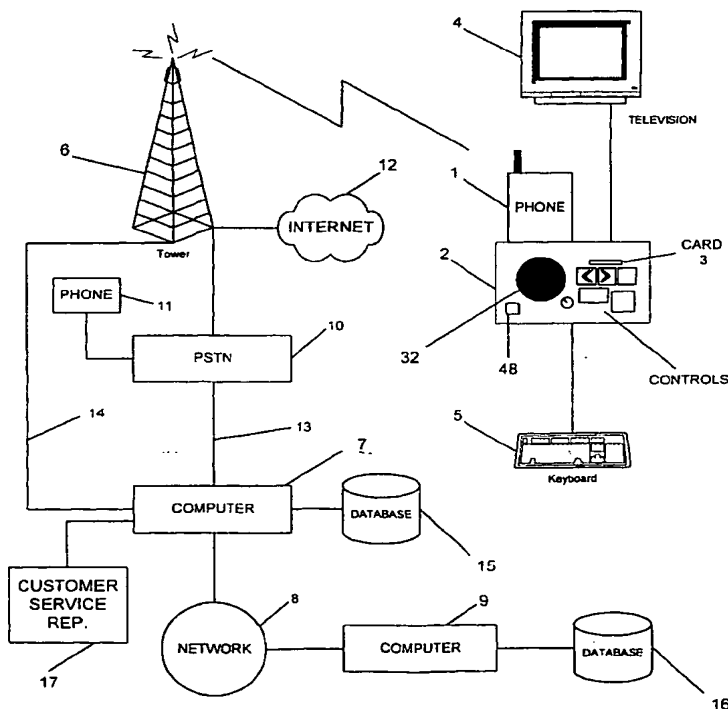 4
TELEVISION
6
12
1
PHONE
INTERNET
Tower
2
CARD
3
PHONE
11
10
PSTN
32
48
CONTROLS
14
13
5
Keyboard
7
COMPUTER
DATABASE
15
CUSTOMER
SERVICE
REP.
17
8
NETWORK
9
COMPUTER
DATABASE
16